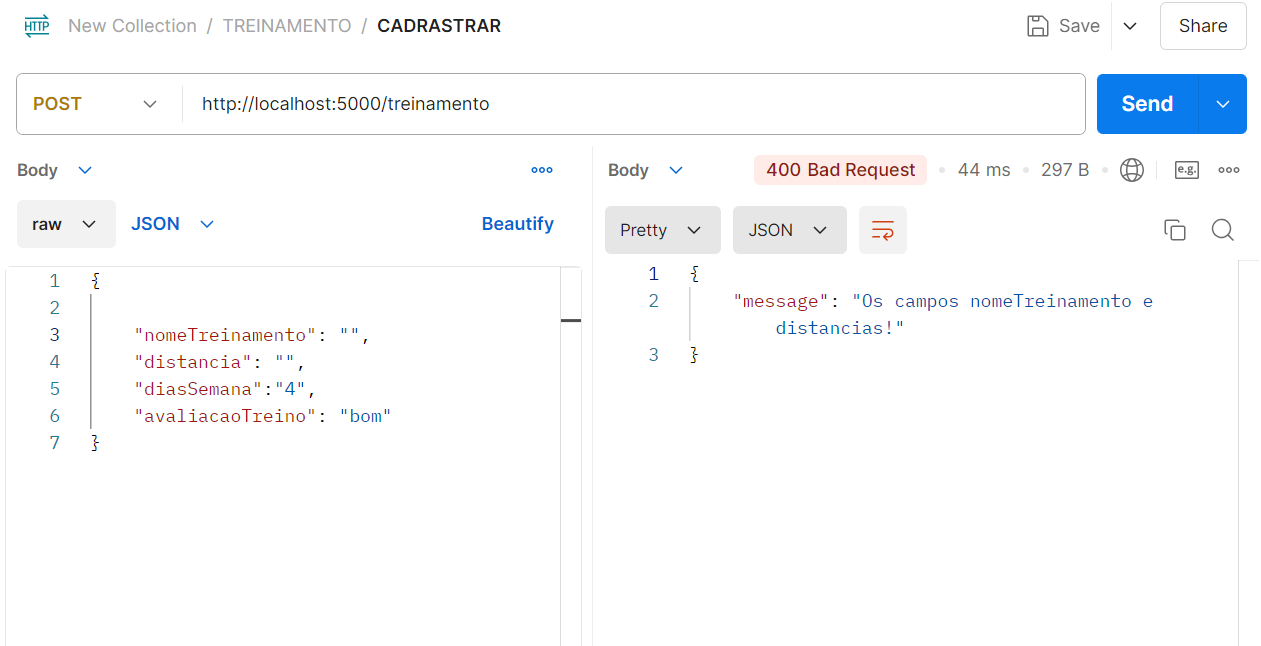 HTTP New Collection / TREINAMENTO / CADRASTRAR Save Share
POST http://localhost:5000/treinamento Send
Body Body 400 Bad Request 44 ms 297 B e.g.
raw JSON Beautify Pretty JSON
1 {
2
3 "nomeTreinamento": "",
4 "distancia": "",
5 "diasSemana":"4",
6 "avaliacaoTreino": "bom"
7 }
1 {
2 "message": "Os campos nomeTreinamento e
distancias!"
3 }